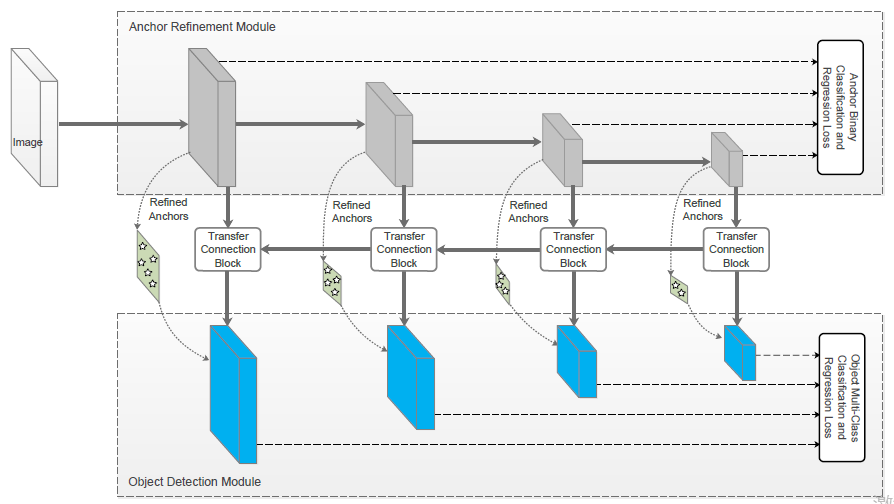 Anchor Refinement Module
Image
Anchor Binary
Classification and
Regression Loss
Refined
Anchors
Refined
Anchors
Refined
Anchors
Refined
Anchors
Transfer
Connection
Block
Transfer
Connection
Block
Transfer
Connection
Block
Transfer
Connection
Block
Object Multi-Class
Classification and
Regression Loss
Object Detection Module